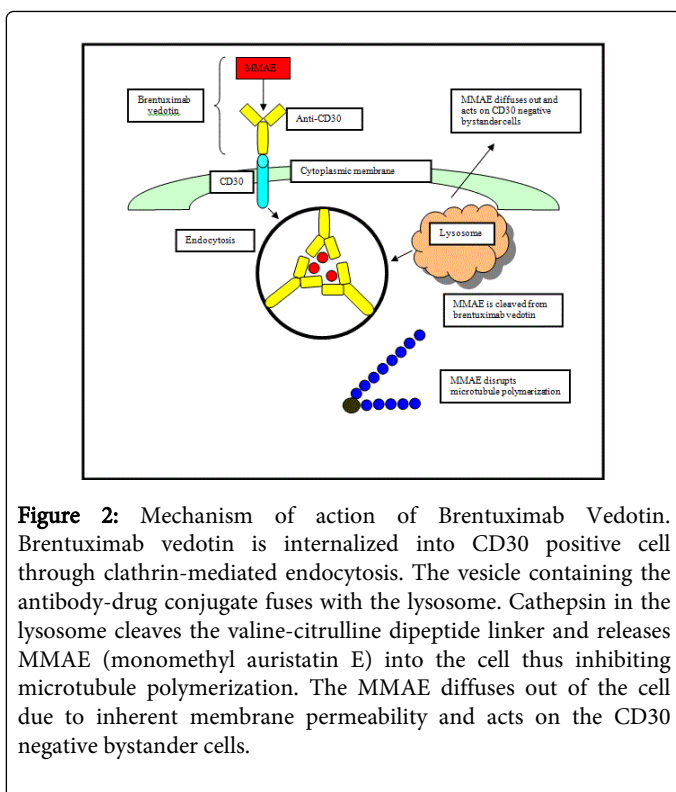 MMAE
Brentuximab
vedotin
Anti-CD30
MMAE diffuses out and
acts on CD30 negative
bystander cells
CD30
Cytoplasmic membrane
Endocytosis
Lysosome
MMAE is cleaved from
brentuximab vedotin
MMAE disrupts
microtubule polymerization
Figure 2: Mechanism of action of Brentuximab Vedotin.
Brentuximab vedotin is internalized into CD30 positive cell
through clathrin-mediated endocytosis. The vesicle containing the
antibody-drug conjugate fuses with the lysosome. Cathepsin in the
lysosome cleaves the valine-citrulline dipeptide linker and releases
MMAE (monomethyl auristatin E) into the cell thus inhibiting
microtubule polymerization. The MMAE diffuses out of the cell
due to inherent membrane permeability and acts on the CD30
negative bystander cells.